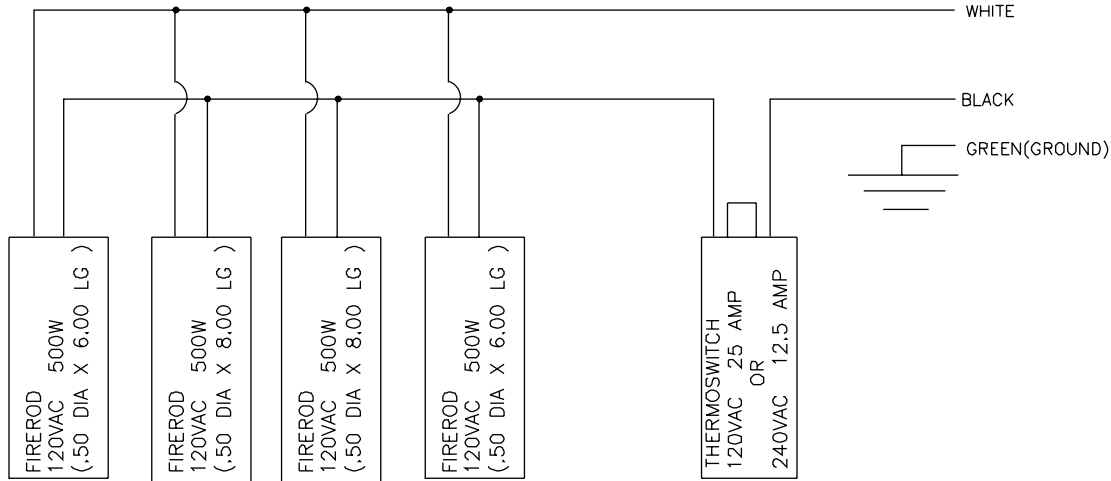 WHITE
BLACK
GREEN(GROUND)
FIREROD
120VAC 500W
(.50 DIA X 6.00 LG )
FIREROD
120VAC 500W
(.50 DIA X 8.00 LG )
FIREROD
120VAC 500W
(.50 DIA X 8.00 LG )
FIREROD
120VAC 500W
(.50 DIA X 6.00 LG )
THERMOSWITCH
120VAC 25 AMP
OR
240VAC 12.5 AMP